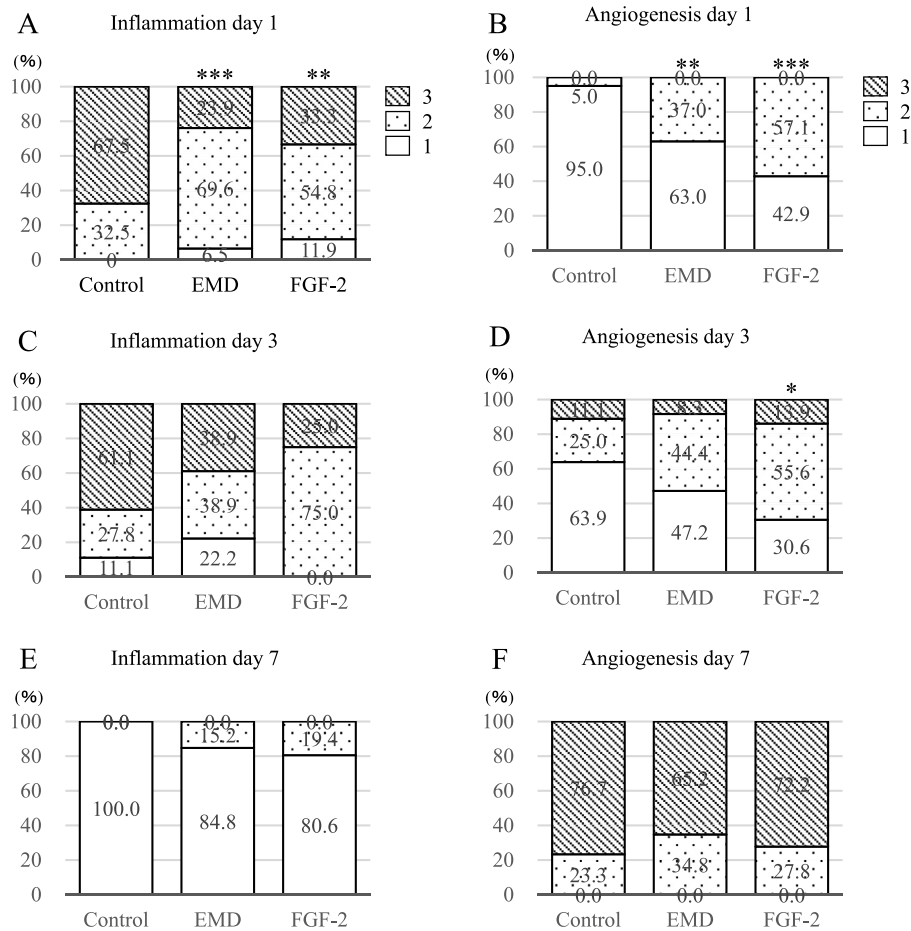 A Inflammation day 1
(%)
*** **
100
80
60
40
20
0
67.5 23.9 33.3
32.5 69.6 54.8
0 6.5 11.9
Control EMD FGF-2
3
2
1
B Angiogenesis day 1
(%)
** ***
100
80
60
40
20
0
0.0 0.0 0.0
5.0 37.0 57.1
95.0 63.0 42.9
Control EMD FGF-2
3
2
1
C Inflammation day 3
(%)
100
80
60
40
20
0
61.1 38.9 25.0
27.8 38.9 75.0
11.1 22.2 0.0
Control EMD FGF-2
D Angiogenesis day 3
(%)
*
100
80
60
40
20
0
11.1 8.3 13.9
25.0 44.4 55.6
63.9 47.2 30.6
Control EMD FGF-2
E Inflammation day 7
(%)
100
80
60
40
20
0
0.0 0.0 0.0
15.2 19.4
100.0 84.8 80.6
Control EMD FGF-2
F Angiogenesis day 7
(%)
100
80
60
40
20
0
76.7 65.2 72.2
23.3 34.8 27.8
0.0 0.0 0.0
Control EMD FGF-2